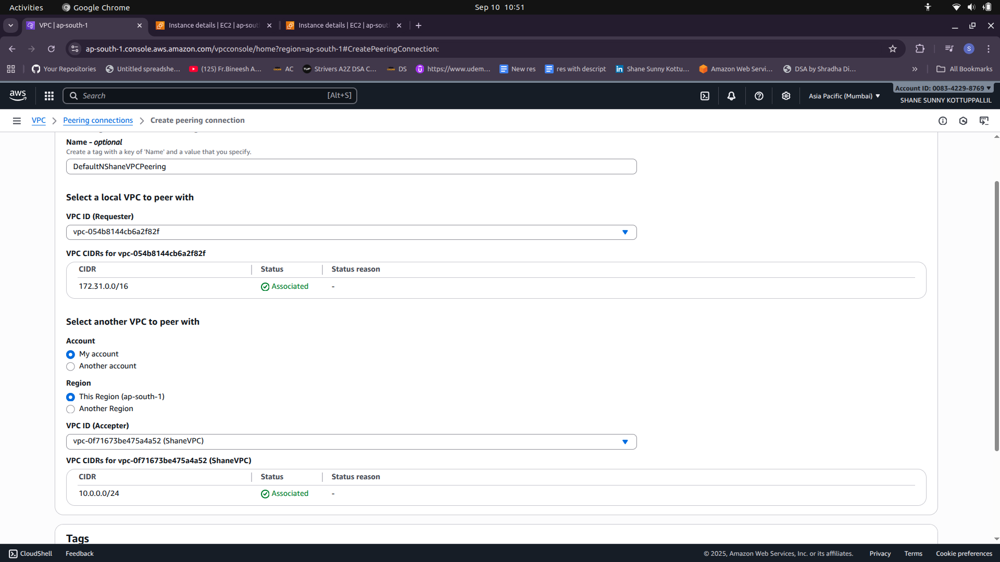 Activities
Google Chrome
Sep 10 10:51
VPC | ap-south-1
Instance details | EC2 | ap-sout
Instance details | EC2 | ap-sout
ap-south-1.console.aws.amazon.com/vpcconsole/home?region=ap-south-1#CreatePeeringConnection:
S
Your Repositories
Untitled spreadshe...
(125) Fr.Bineesh A...
AC
Strivers A2Z DSA C...
DS
https://www.udem...
New res
res with descript
Shane Sunny Kottu...
Amazon Web Servi...
DSA by Shradha Di...
»
All Bookmarks
aws
Search
[Alt+S]
Asia Pacific (Mumbai)
Account ID: 0083-4229-8769
SHANE SUNNY KOTTUPPALLIL
VPC
Peering connections
Create peering connection
Name - optional
Create a tag with a key of 'Name' and a value that you specify.
DefaultNShaneVPCPeering
Select a local VPC to peer with
VPC ID (Requester)
vpc-054b8144cb6a2f82f
VPC CIDRs for vpc-054b8144cb6a2f82f
CIDR
Status
Status reason
172.31.0.0/16
Associated
-
Select another VPC to peer with
Account
My account
Another account
Region
This Region (ap-south-1)
Another Region
VPC ID (Accepter)
vpc-0f71673be475a4a52 (ShaneVPC)
VPC CIDRs for vpc-0f71673be475a4a52 (ShaneVPC)
CIDR
Status
Status reason
10.0.0.0/24
Associated
-
Tags
CloudShell
Feedback
© 2025, Amazon Web Services, Inc. or its affiliates.
Privacy
Terms
Cookie preferences